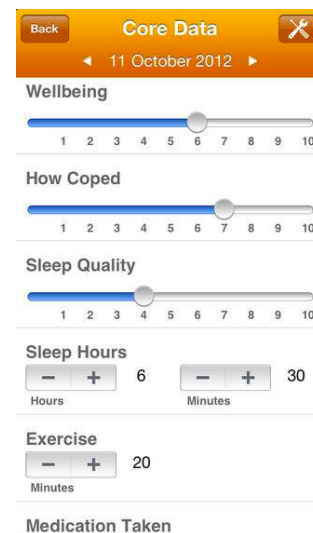 Back Core Data
11 October 2012
Wellbeing
1 2 3 4 5 6 7 8 9 10
How Coped
1 2 3 4 5 6 7 8 9 10
Sleep Quality
1 2 3 4 5 6 7 8 9 10
Sleep Hours
− + 6 − + 30
Hours Minutes
Exercise
− + 20
Minutes
Medication Taken